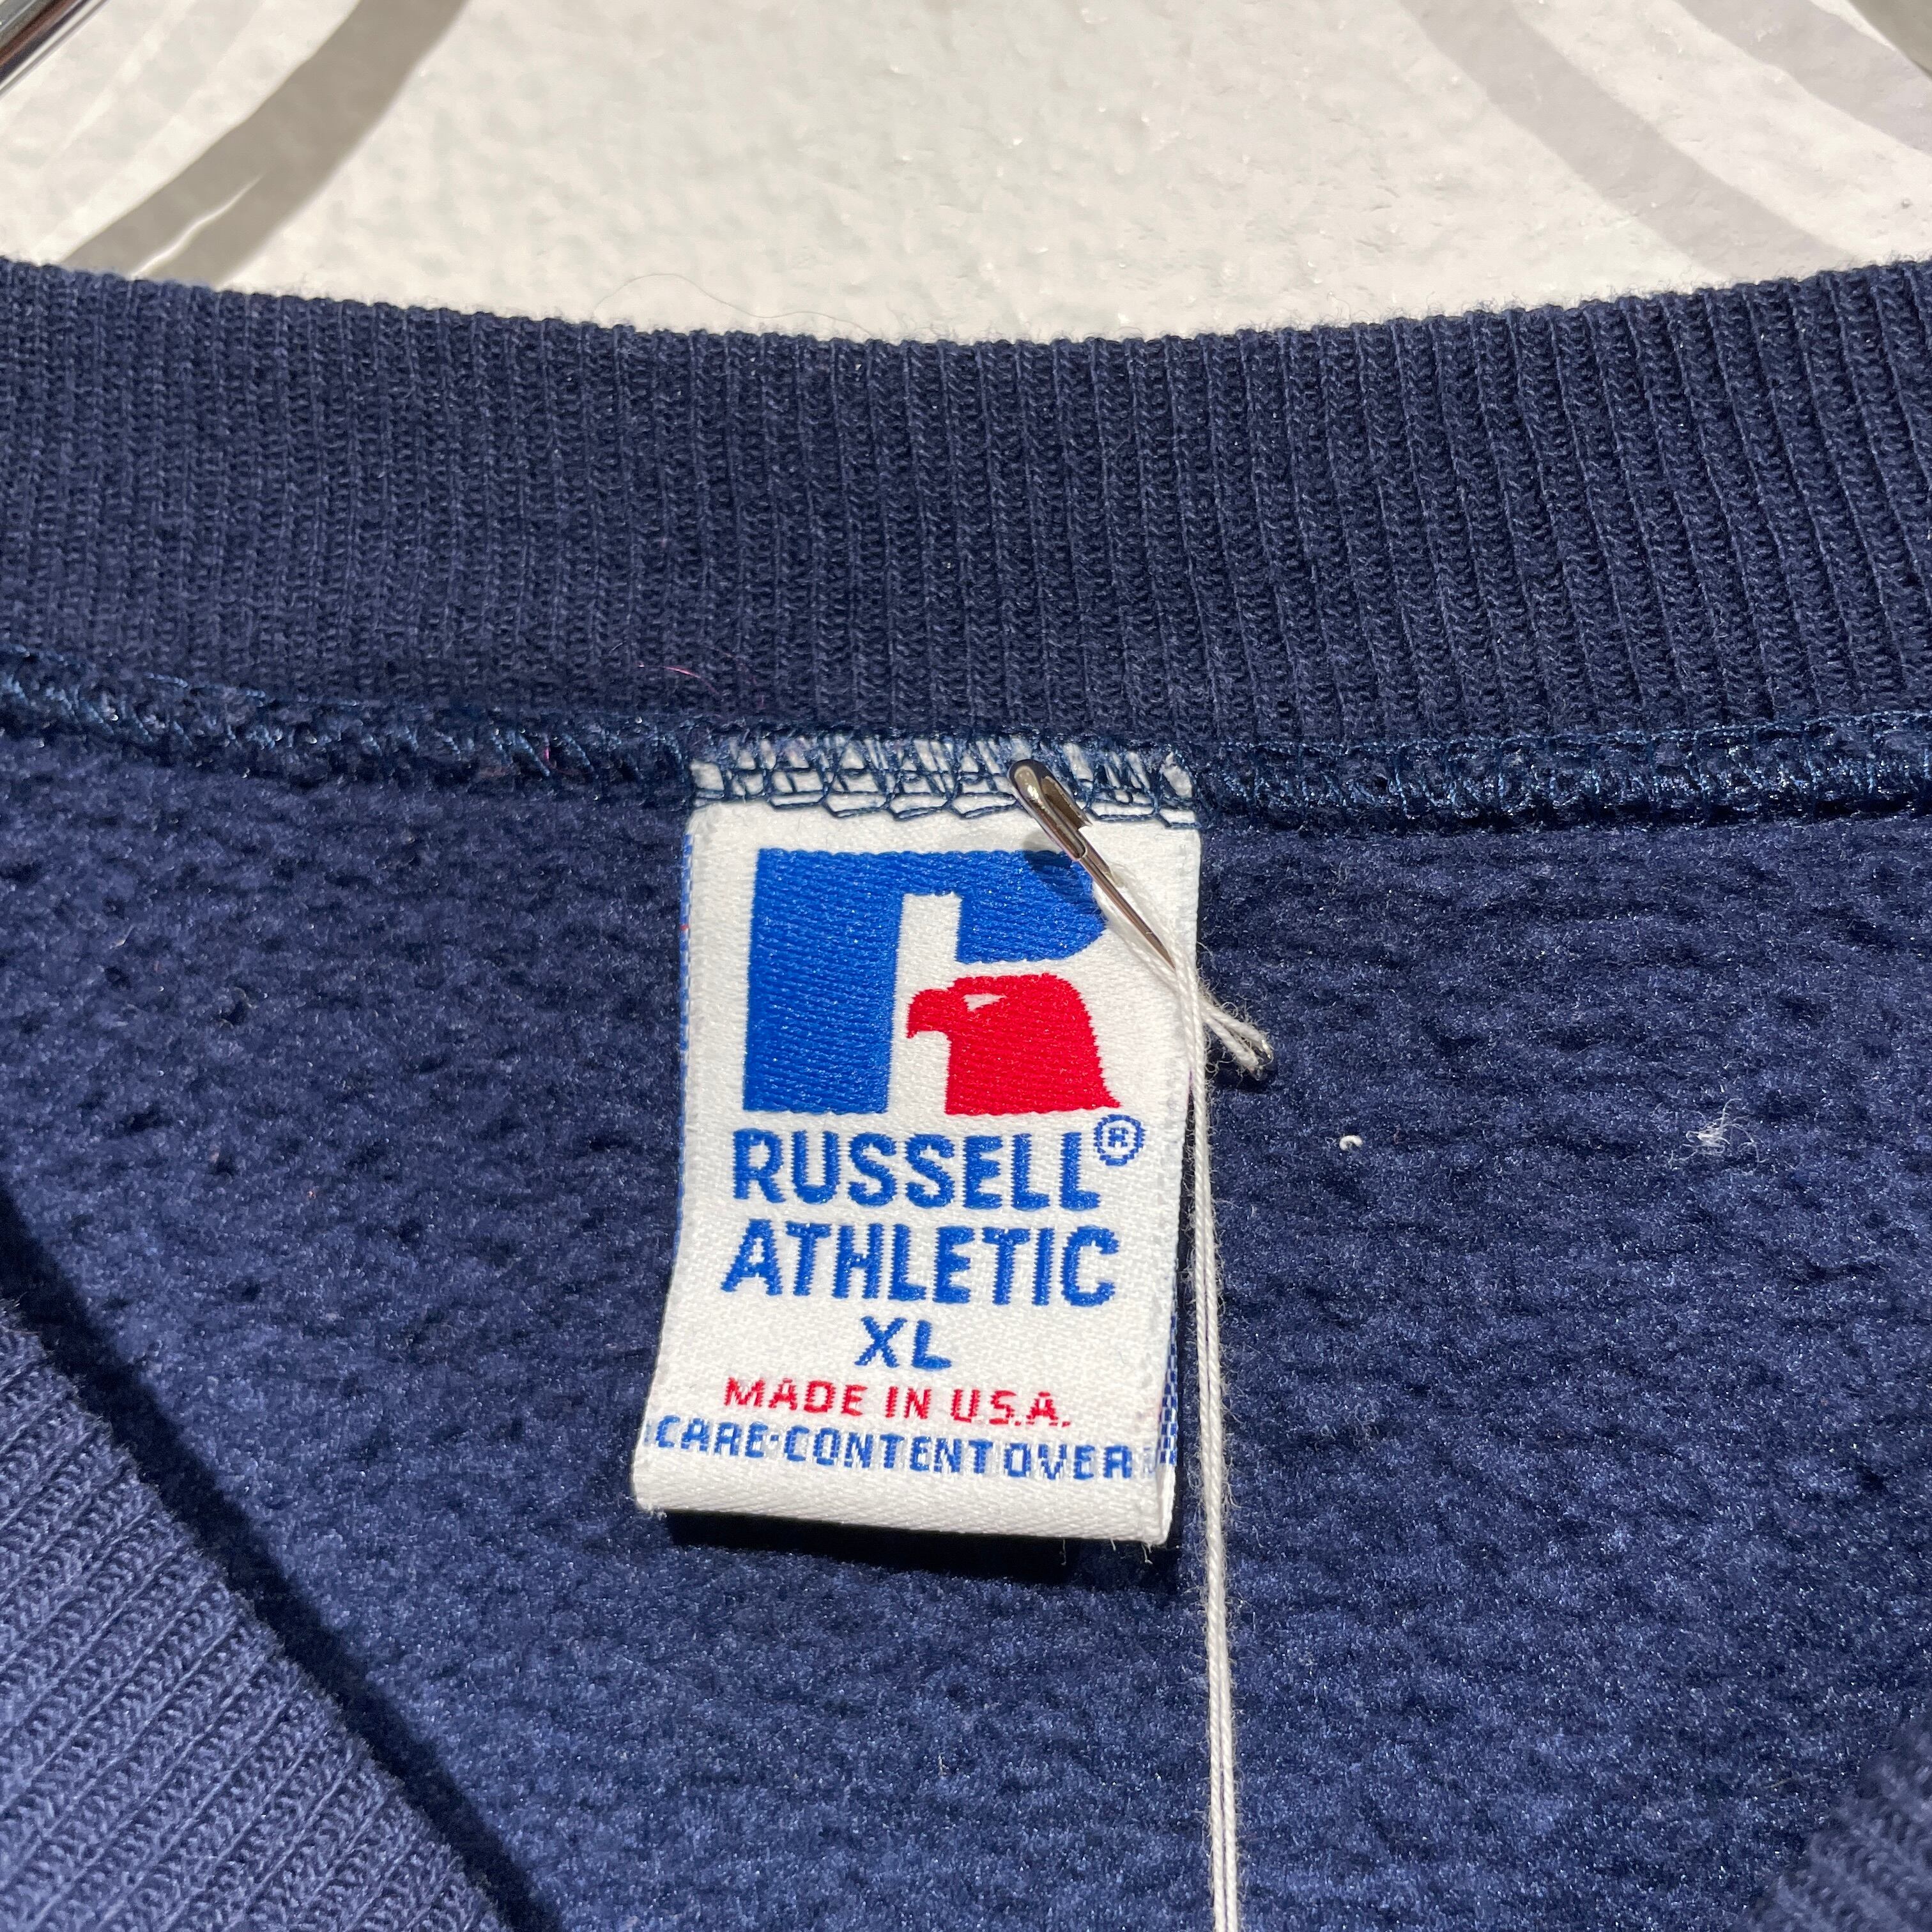 RUSSELL®
ATHLETIC
XL
MADE IN U.S.A.
CARE·CONTENT OVER